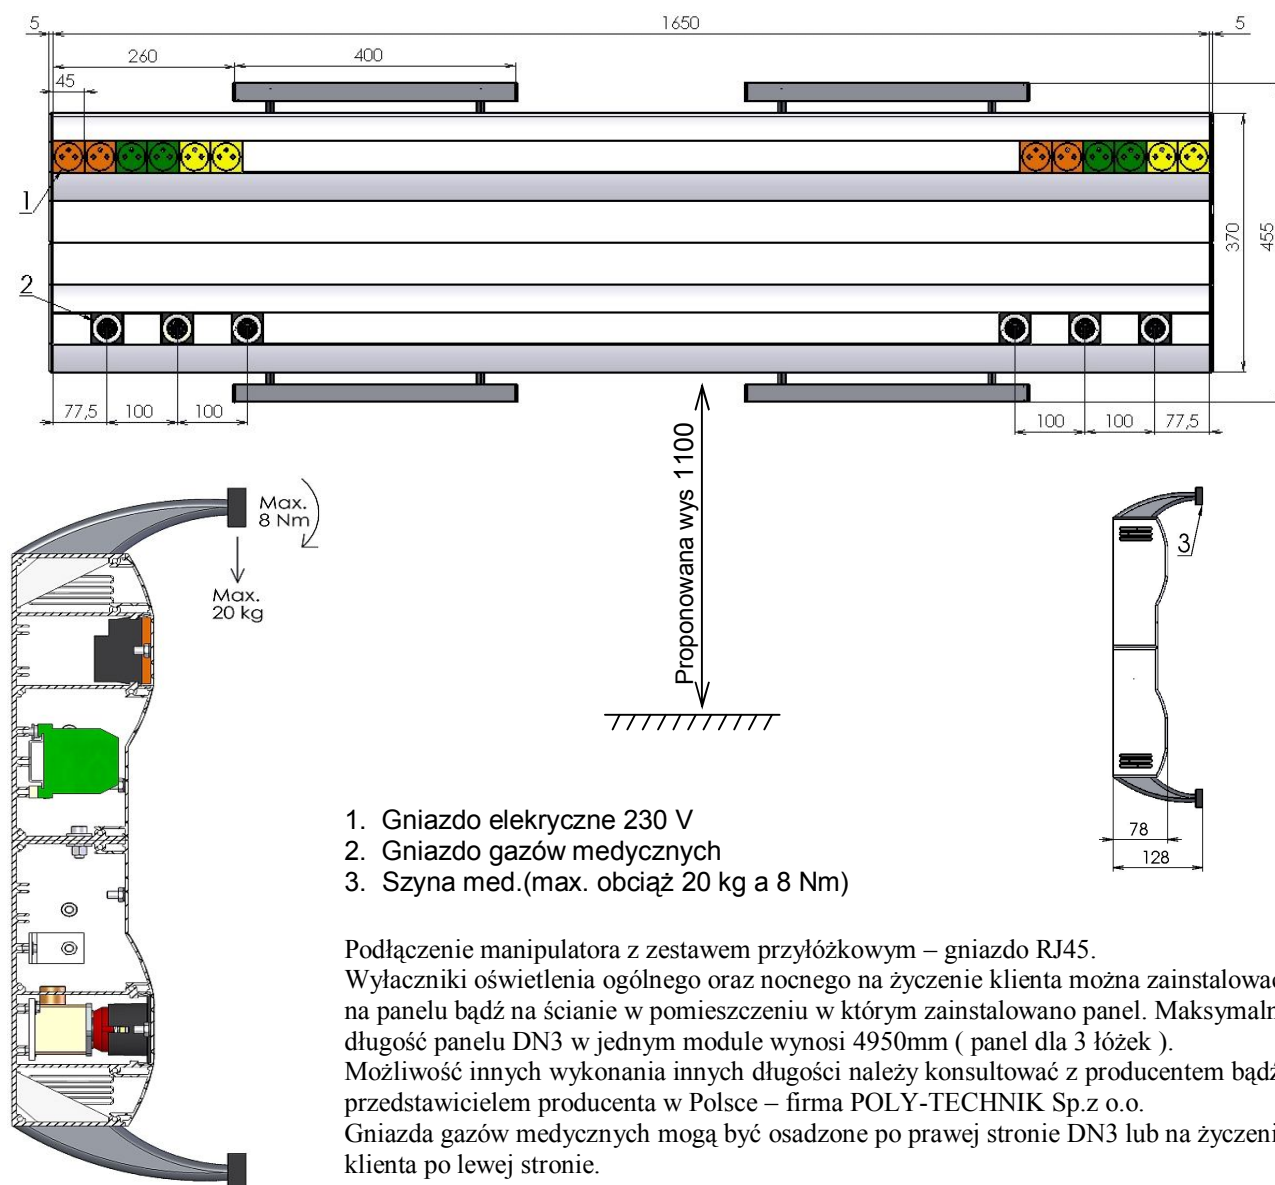 5
1650
5
260
400
45
1
370
455
2
77,5
100
100
100
100
77,5
Proponowana wys 1100
Max.
8 Nm
Max.
20 kg
3
78
128
1. Gniazdo elekryczne 230 V
2. Gniazdo gazów medycznych
3. Szyna med.(max. obciąż 20 kg a 8 Nm)
Podłączenie manipulatora z zestawem przyłóżkowym – gniazdo RJ45.
Wyłaczniki oświetlenia ogólnego oraz nocnego na życzenie klienta można zainstalować
na panelu bądź na ścianie w pomieszczeniu w którym zainstalowano panel. Maksymaln
długość panelu DN3 w jednym module wynosi 4950mm ( panel dla 3 łóżek ).
Możliwość innych wykonania innych długości należy konsultować z producentem bądź
przedstawicielem producenta w Polsce – firma POLY-TECHNIK Sp.z o.o.
Gniazda gazów medycznych mogą być osadzone po prawej stronie DN3 lub na życzeni
klienta po lewej stronie.